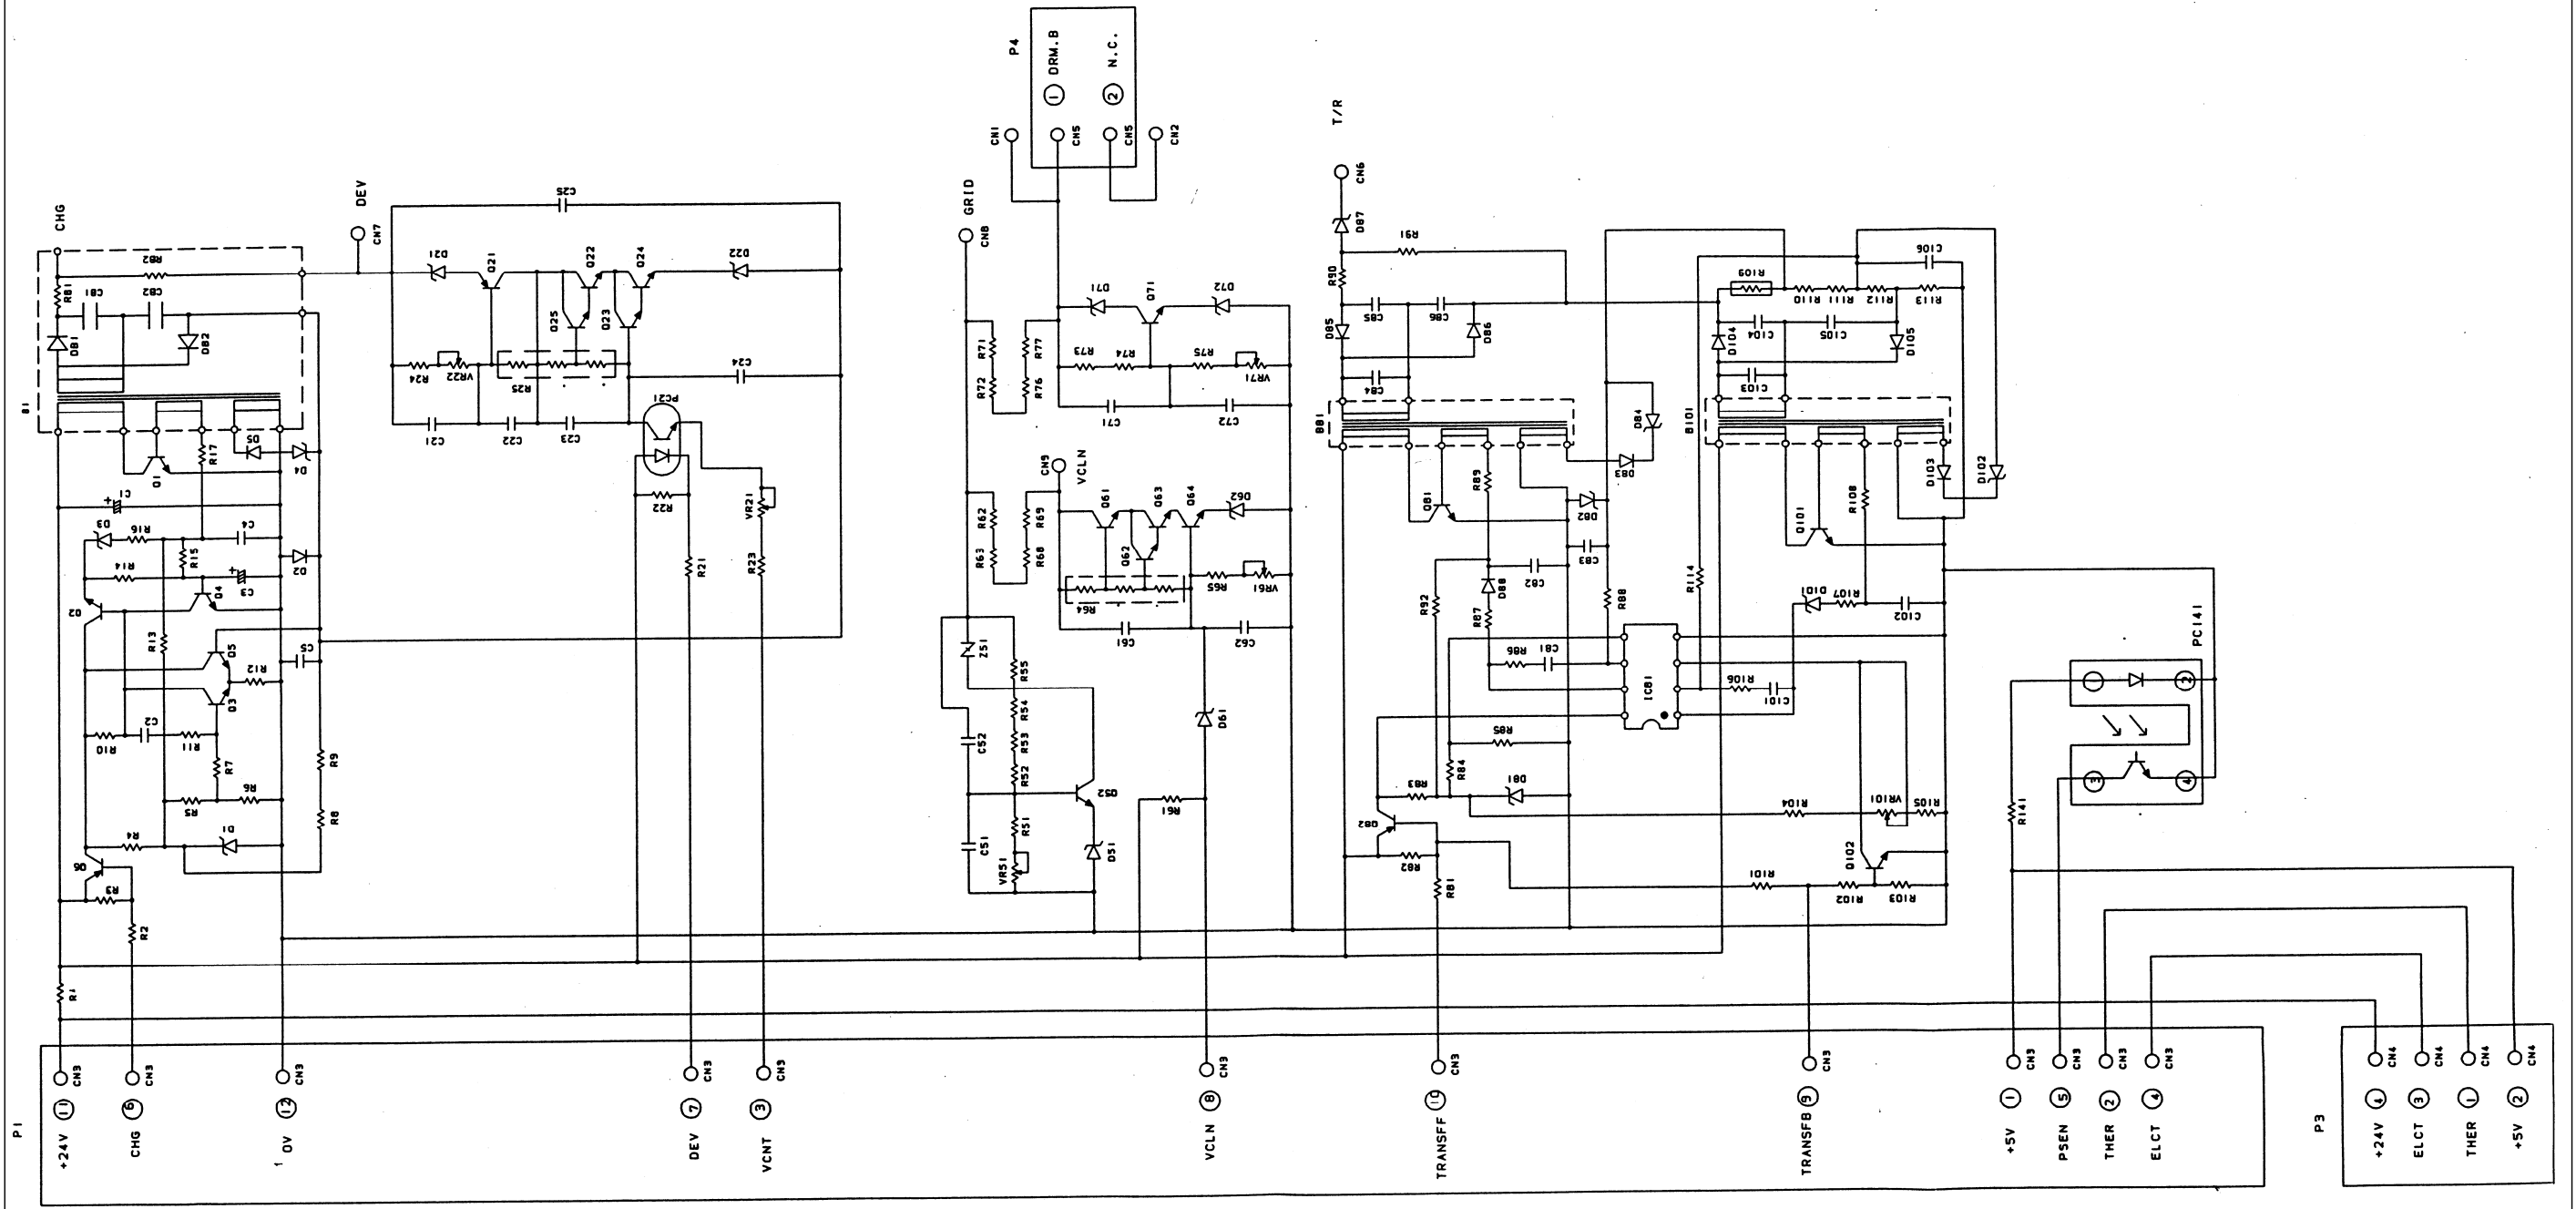 P4
① DRM.B
② N.C.
CN1
CN5
CN5
CN2
T/R
CN6
CHG
DEV
CN7
GRID
CN8
B1
RB1
RB2
CB1
CB2
DB1
DB2
D5
D4
R17
Q1
C1
+
D3
R16
R15
C4
R14
C3
+
D2
Q2
Q4
R13
Q5
R12
C5
Q3
R10
C2
R11
R7
R9
R5
R6
R8
R4
D1
Q6
R3
R2
R1
C25
D21
Q21
Q22
Q24
D22
Q25
Q23
R24
VR22
R25
C24
C21
C22
C23
PC21
R22
VR21
R21
R23
R71
R72
R77
R76
D71
Q71
D72
R73
R74
R75
VR71
C71
C72
CN9
VCLN
R62
R63
R69
R68
Q61
Q63
Q64
D62
Q62
R64
R65
VR61
C61
C62
Z51
R55
R54
R53
R52
C52
Q52
R51
C51
VR51
D51
D61
R61
D87
R91
R90
C85
C86
D85
D86
C84
B81
D84
D83
Q81
R89
D82
C83
C82
D88
R92
R87
R88
R86
C81
IC81
R85
R84
R83
D81
Q82
R82
R81
B101
R109
R110
R111
R112
R113
C106
C104
C105
D104
D105
C103
D103
D102
Q101
R108
R114
D101
R107
C102
R106
C101
R104
VR101
R105
Q102
R101
R102
R103
PC141
②
③
④
R141
P1
+24V ⑪ CN3
CHG ⑥ CN3
1 0V ⑫ CN3
DEV ⑦ CN3
VCNT ③ CN3
VCLN ⑧ CN3
TRANSFF ⑩ CN3
TRANSFB ⑨ CN3
+5V ① CN3
PSEN ⑤ CN3
THER ② CN3
ELCT ④ CN3
P3
+24V ④ CN4
ELCT ③ CN4
THER ① CN4
+5V ② CN4